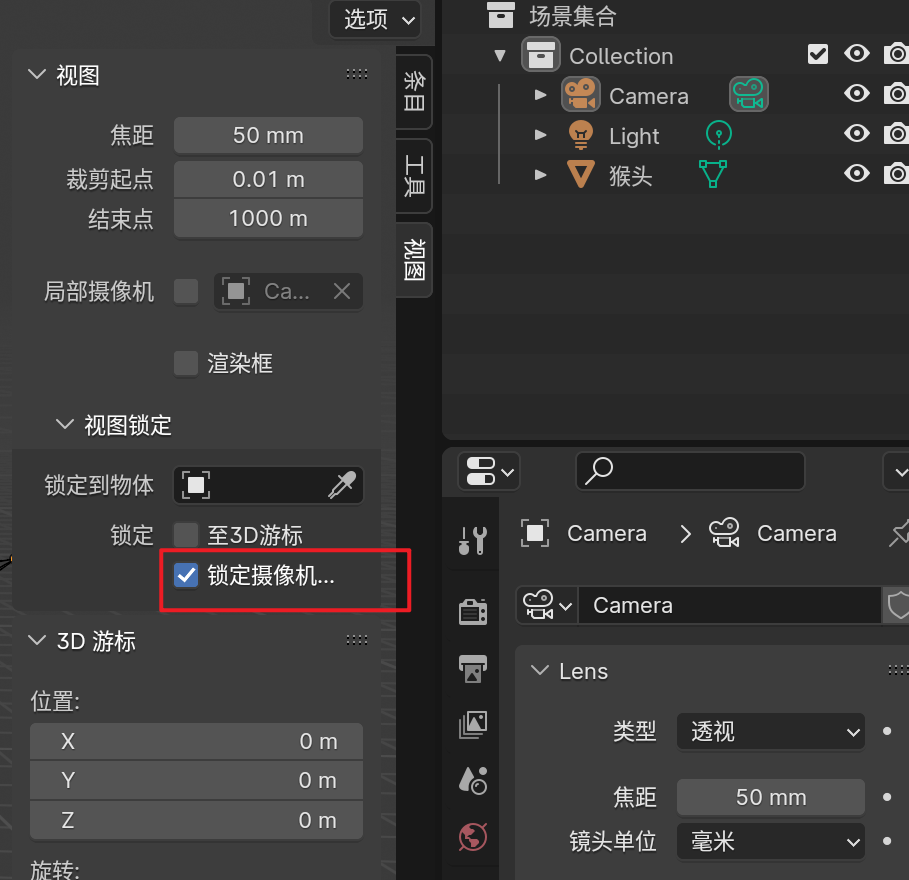 选项
视图
焦距 50 mm
裁剪起点 0.01 m
结束点 1000 m
局部摄像机 Ca...
渲染框
视图锁定
锁定到物体
锁定 至3D游标
锁定摄像机...
3D 游标
位置:
X 0 m
Y 0 m
Z 0 m
旋转:
条目
工具
视图
场景集合
Collection
Camera
Light
猴头
Camera Camera
Camera
Lens
类型 透视
焦距 50 mm
镜头单位 毫米